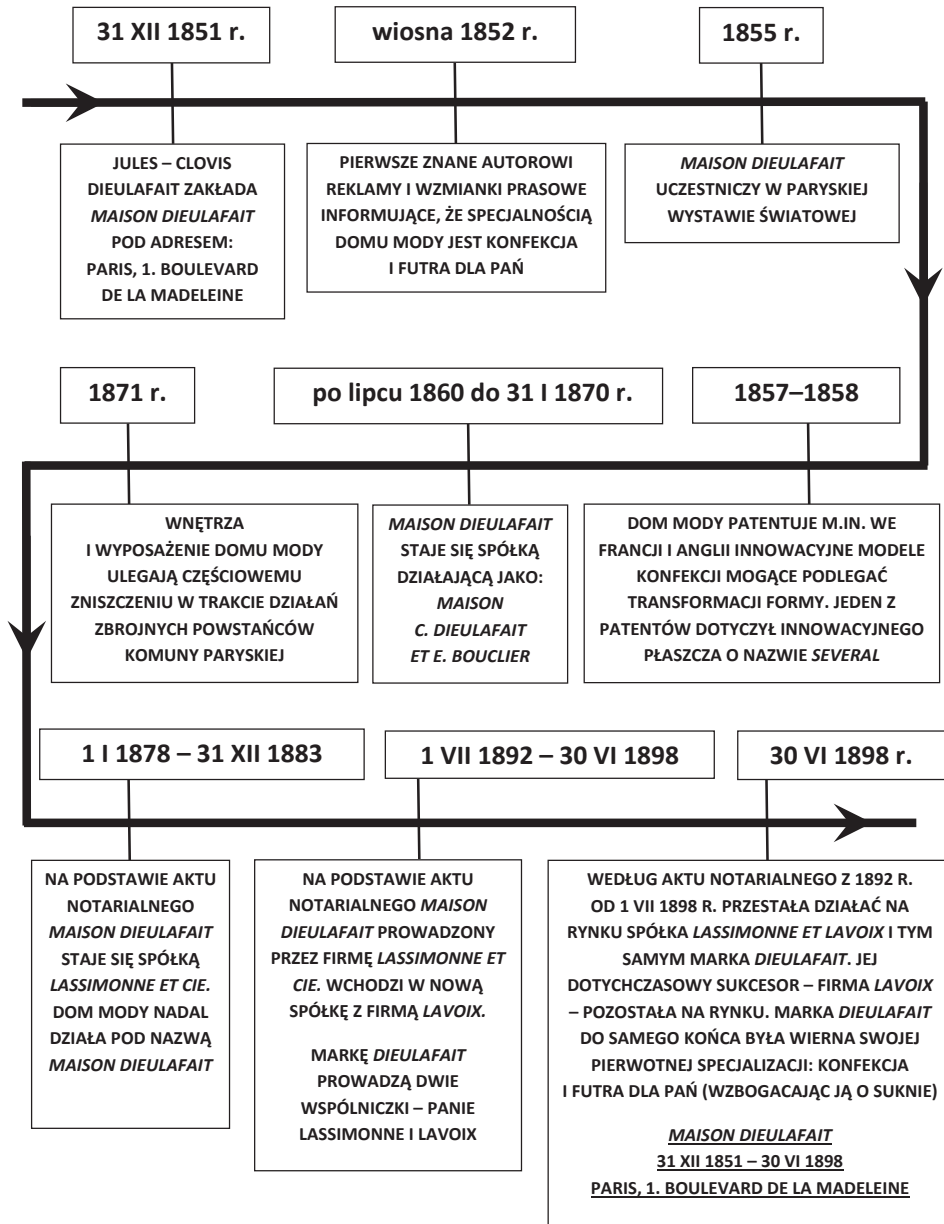 31 XII 1851 r.
wiosna 1852 r.
1855 r.
JULES – CLOVIS
DIEULAFAIT ZAKŁADA
MAISON DIEULAFAIT
POD ADRESEM:
PARIS, 1. BOULEVARD
DE LA MADELEINE
PIERWSZE ZNANE AUTOROWI
REKLAMY I WZMIANKI PRASOWE
INFORMUJĄCE, ŻE SPECJALNOŚCIĄ
DOMU MODY JEST KONFEKCJA
I FUTRA DLA PAŃ
MAISON DIEULAFAIT
UCZESTNICZY W PARYSKIEJ
WYSTAWIE ŚWIATOWEJ
1857–1858
DOM MODY PATENTUJE M.IN. WE
FRANCJI I ANGLII INNOWACYJNE MODELE
KONFEKCJI MOGĄCE PODLEGAĆ
TRANSFORMACJI FORMY. JEDEN Z
PATENTÓW DOTYCZYŁ INNOWACYJNEGO
PŁASZCZA O NAZWIE SEVERAL
po lipcu 1860 do 31 I 1870 r.
MAISON DIEULAFAIT
STAJE SIĘ SPÓŁKĄ
DZIAŁAJĄCĄ JAKO:
MAISON
C. DIEULAFAIT
ET E. BOUCLIER
1871 r.
WNĘTRZA
I WYPOSAŻENIE DOMU MODY
ULEGAJĄ CZĘŚCIOWEMU
ZNISZCZENIU W TRAKCIE DZIAŁAŃ
ZBROJNYCH POWSTAŃCÓW
KOMUNY PARYSKIEJ
1 I 1878 – 31 XII 1883
1 VII 1892 – 30 VI 1898
30 VI 1898 r.
NA PODSTAWIE AKTU
NOTARIALNEGO
MAISON DIEULAFAIT
STAJE SIĘ SPÓŁKĄ
LASSIMONNE ET CIE.
DOM MODY NADAL
DZIAŁA POD NAZWĄ
MAISON DIEULAFAIT
NA PODSTAWIE AKTU
NOTARIALNEGO MAISON
DIEULAFAIT PROWADZONY
PRZEZ FIRMĘ LASSIMONNE ET
CIE. WCHODZI W NOWĄ
SPÓŁKĘ Z FIRMĄ LAVOIX.
MARKĘ DIEULAFAIT
PROWADZĄ DWIE
WSPÓLNICZKI – PANIE
LASSIMONNE I LAVOIX
WEDŁUG AKTU NOTARIALNEGO Z 1892 R.
OD 1 VII 1898 R. PRZESTAŁA DZIAŁAĆ NA
RYNKU SPÓŁKA LASSIMONNE ET LAVOIX I TYM
SAMYM MARKA DIEULAFAIT. JEJ
DOTYCHCZASOWY SUKCESOR – FIRMA LAVOIX
– POZOSTAŁA NA RYNKU. MARKA DIEULAFAIT
DO SAMEGO KOŃCA BYŁA WIERNA SWOJEJ
PIERWOTNEJ SPECJALIZACJI: KONFEKCJA
I FUTRA DLA PAŃ (WZBOGACAJĄC JĄ O SUKNIE)
MAISON DIEULAFAIT
31 XII 1851 – 30 VI 1898
PARIS, 1. BOULEVARD DE LA MADELEINE